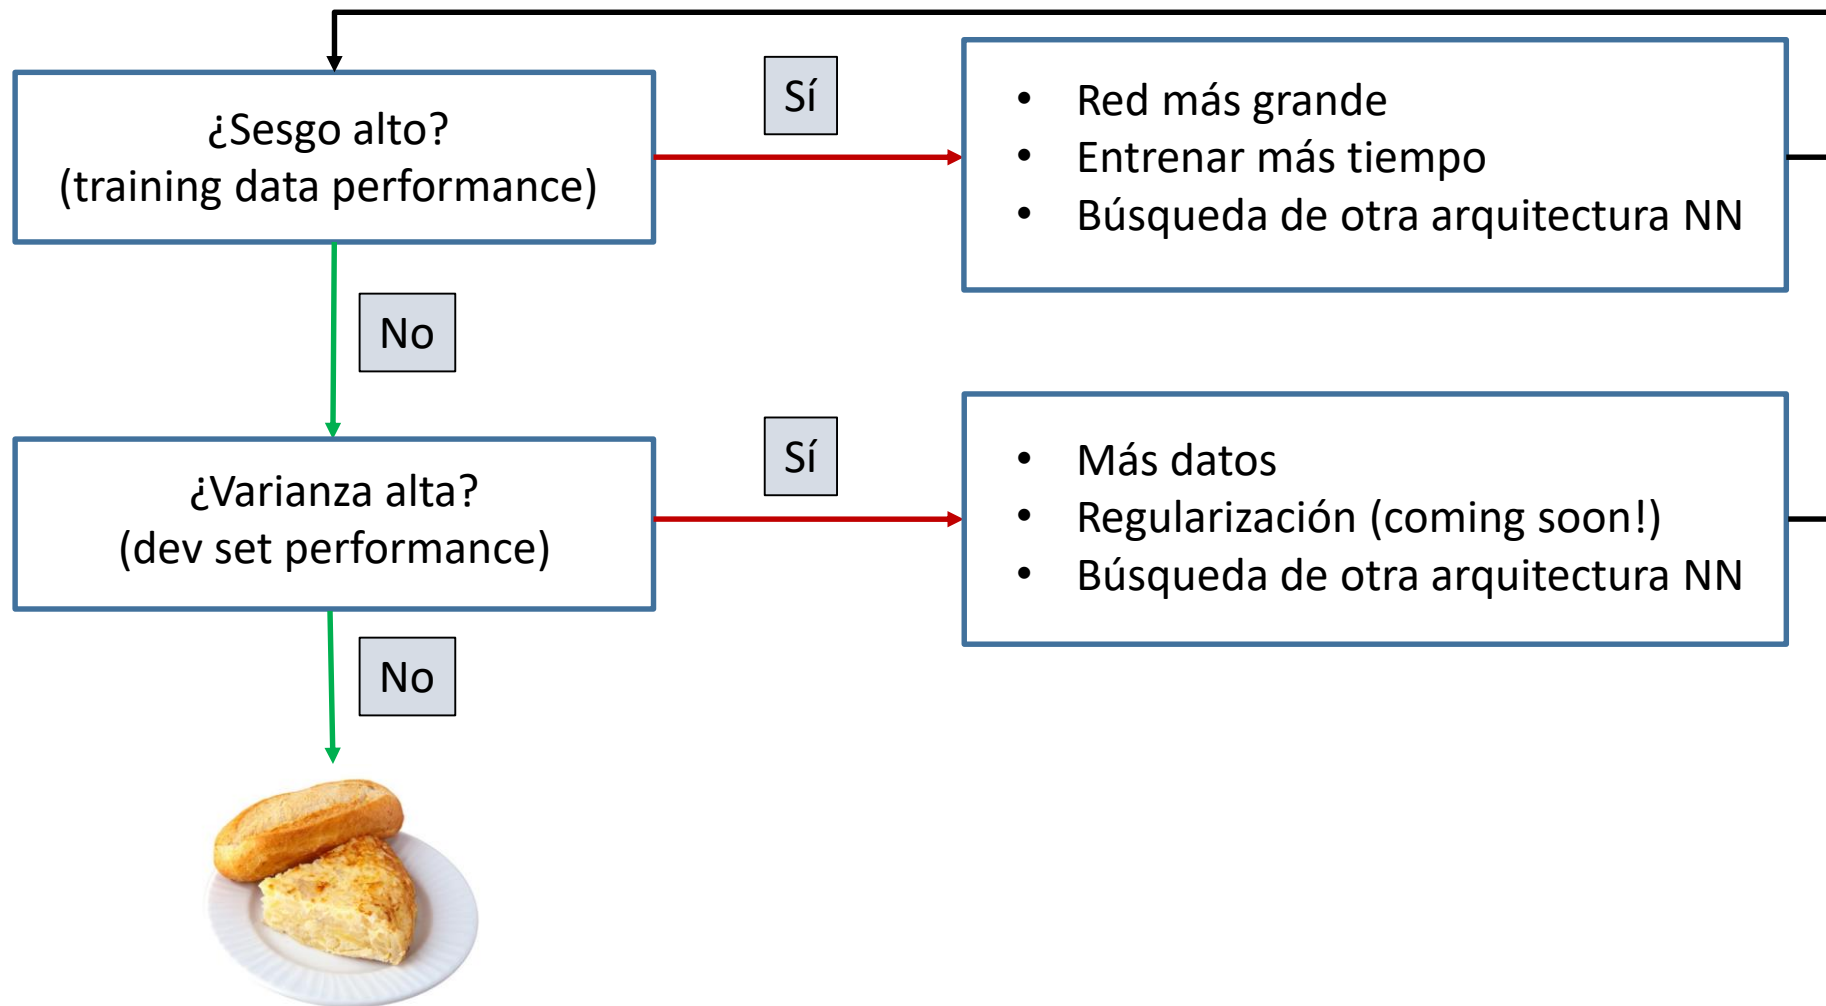 ¿Sesgo alto?
(training data performance)
Sí
• Red más grande
• Entrenar más tiempo
• Búsqueda de otra arquitectura NN
No
¿Varianza alta?
(dev set performance)
Sí
• Más datos
• Regularización (coming soon!)
• Búsqueda de otra arquitectura NN
No